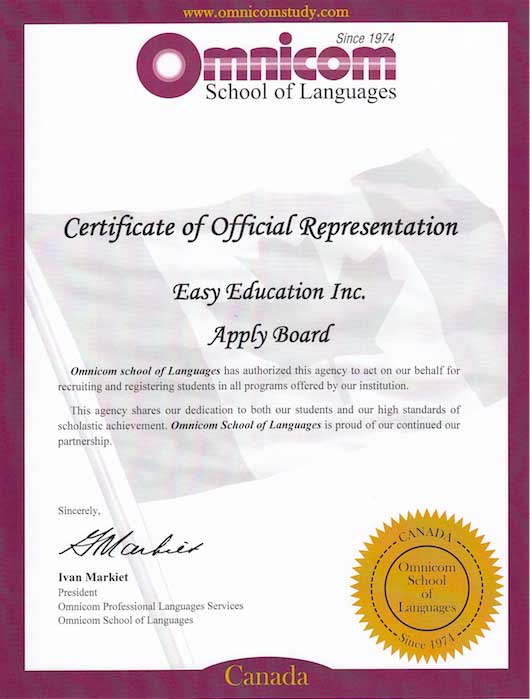 www.omnicomstudy.com
Since 1974
Omnicom
School of Languages
Certificate of Official Representation
Easy Education Inc.
Apply Board
Omnicom school of Languages has authorized this agency to act on our behalf for
recruiting and registering students in all programs offered by our institution.
This agency shares our dedication to both our students and our high standards of
scholastic achievement. Omnicom School of Languages is proud of our continued our
partnership.
Sincerely,
Ivan Markiet
President
Omnicom Professional Languages Services
Omnicom School of Languages
CANADA
Omnicom
School
of
Languages
Since 1974
Canada